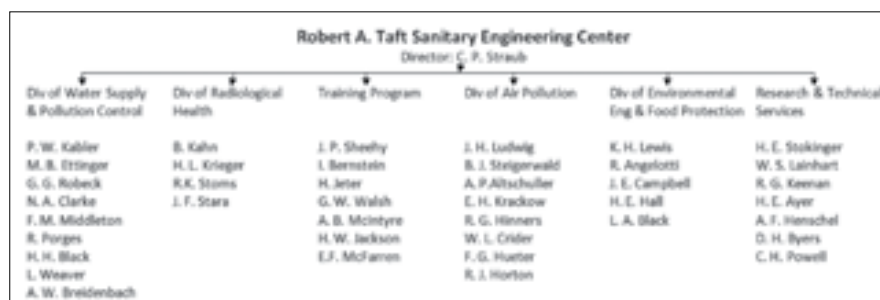 Robert A. Taft Sanitary Engineering Center
Director: C. P. Straub
Div of Water Supply
& Pollution Control
P. W. Kabler
M. B. Ettinger
G. G. Robeck
N. A. Clarke
F. M. Middleton
R. Porges
H. H. Black
L. Weaver
A. W. Breidenbach
Div of Radiological
Health
B. Kahn
H. L. Krieger
R.K. Stoms
J. F. Stara
Training Program
J. P. Sheehy
I. Bernstein
H. Jeter
G. W. Walsh
A. B. McIntyre
H. W. Jackson
E.F. McFarren
Div of Air Pollution
J. H. Ludwig
B. J. Steigerwald
A. P.Altschuller
E. H. Krackow
R. G. Hinners
W. L. Crider
F. G. Hueter
R. J. Horton
Div of Environmental
Eng & Food Protection
K. H. Lewis
R. Angelotti
J. E. Campbell
H. E. Hall
L. A. Black
Research & Technical
Services
H. E. Stokinger
W. S. Lainhart
R. G. Keenan
H. E. Ayer
A. F. Henschel
D. H. Byers
C. H. Powell